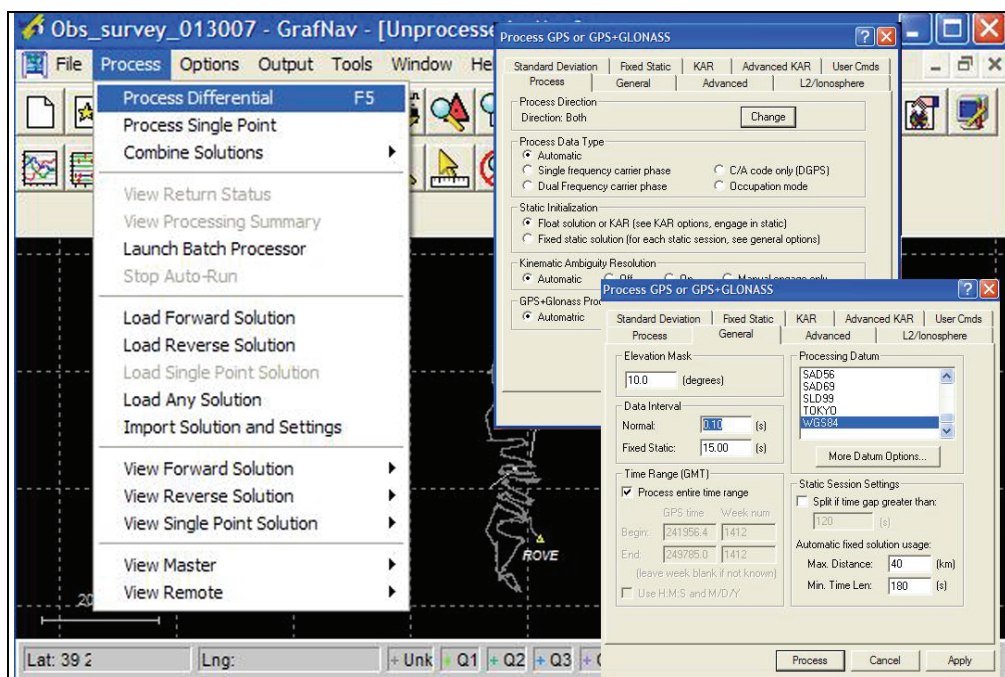 Obs_survey_013007 - GrafNav - [Unprocesse
File Process Options Output Tools Window He
Process Differential F5
Process Single Point
Combine Solutions
View Return Status
View Processing Summary
Launch Batch Processor
Stop Auto-Run
Load Forward Solution
Load Reverse Solution
Load Single Point Solution
Load Any Solution
Import Solution and Settings
View Forward Solution
View Reverse Solution
View Single Point Solution
View Master
View Remote
ROVE
20
Lat: 39 2 Lng: Unk Q1 Q2 Q3
Process GPS or GPS+GLONASS
Standard Deviation Fixed Static KAR Advanced KAR User Cmds
Process General Advanced L2/Ionosphere
Process Direction
Direction: Both Change
Process Data Type
Automatic
Single frequency carrier phase C/A code only (DGPS)
Dual Frequency carrier phase Occupation mode
Static Initialization
Float solution or KAR (see KAR options, engage in static)
Fixed static solution (for each static session, see general options)
Kinematic Ambiguity Resolution
Automatic Off On Manual engage only
GPS+Glonass Proc
Automatric
Process GPS or GPS+GLONASS
Standard Deviation Fixed Static KAR Advanced KAR User Cmds
Process General Advanced L2/Ionosphere
Elevation Mask
10.0 (degrees)
Data Interval
Normal: 0.10 (s)
Fixed Static: 15.00 (s)
Time Range (GMT)
Process entire time range
GPS time Week num
Begin: 241956.4 1412
End: 249785.0 1412
(leave week blank if not known)
Use H:M:S and M/D/Y
Processing Datum
SAD56
SAD69
SLD99
TOKYO
WGS84
More Datum Options...
Static Session Settings
Split if time gap greater than:
120 (s)
Automatic fixed solution usage:
Max. Distance: 40 (km)
Min. Time Len: 180 (s)
Process Cancel Apply